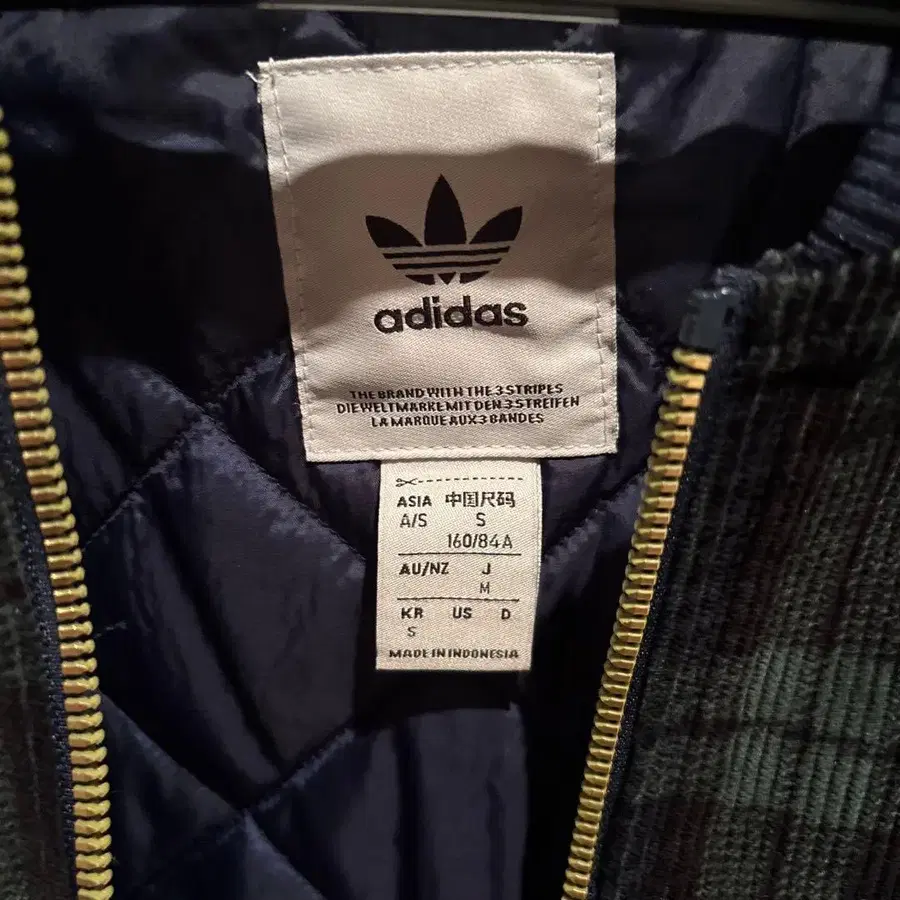 adidas
THE BRAND WITH THE 3 STRIPES
DIE WELTMARKE MIT DEN 3 STREIFEN
LA MARQUE AUX 3 BANDES
ASIA 中国尺码
A/S S
160/84A
AU/NZ J
M
KR US D
S
MADE IN INDONESIA